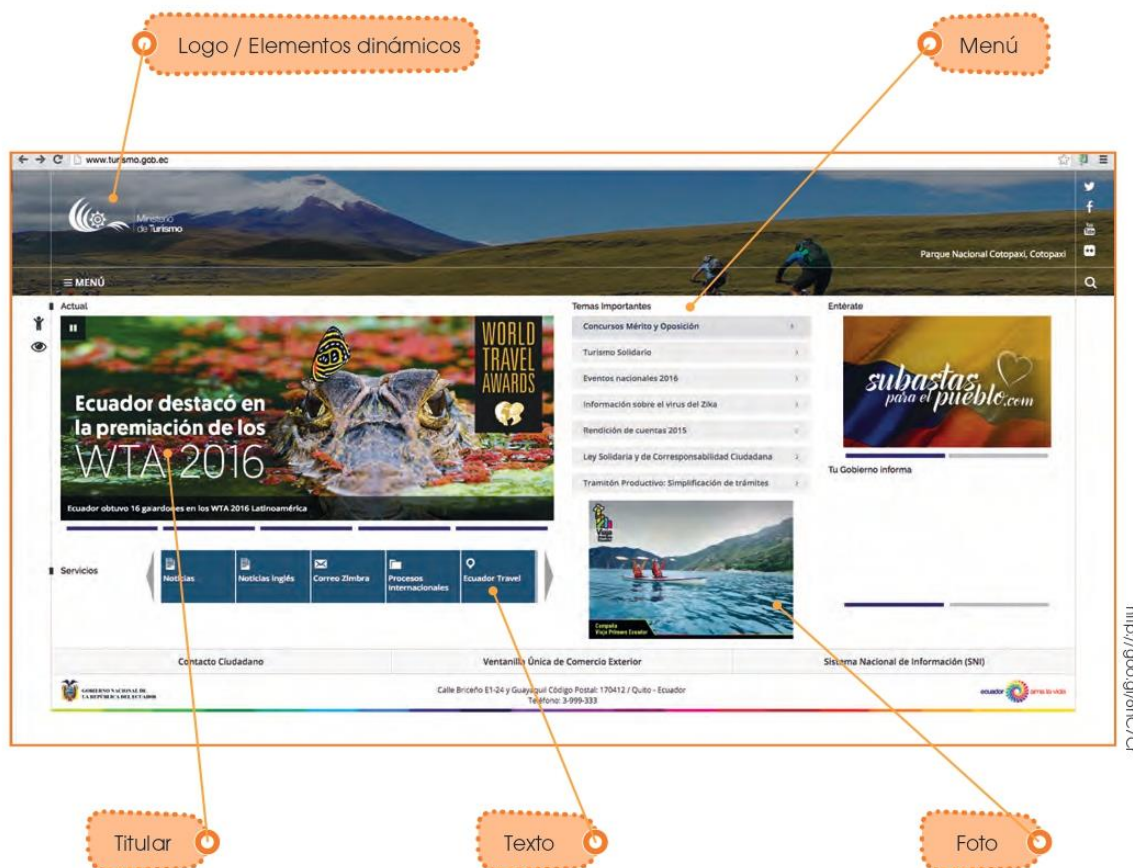 Logo / Elementos dinámicos
Menú
www.turismo.gob.ec
Ministerio
de Turismo
Parque Nacional Cotopaxi, Cotopaxi
MENÚ
Actual
WORLD
TRAVEL
AWARDS
Ecuador destacó en
la premiación de los
WTA 2016
Ecuador obtuvo 16 galardones en los WTA 2016 Latinoamérica
Servicios
Noticias
Noticias Inglés
Correo Zimbra
Procesos
Internacionales
Ecuador Travel
Temas Importantes
Concursos Mérito y Oposición
Turismo Solidario
Eventos nacionales 2016
Información sobre el virus del Zika
Rendición de cuentas 2015
Ley Solidaria y de Corresponsabilidad Ciudadana
Tramitón Productivo: Simplificación de trámites
Viaja
Campaña
Viaja Primero Ecuador
Entérate
subastas
para el pueblo.com
Tu Gobierno informa
Contacto Ciudadano
Ventanilla Única de Comercio Exterior
Sistema Nacional de Información (SNI)
GOBIERNO NACIONAL DE
LA REPÚBLICA DEL ECUADOR
Calle Briceño E1-24 y Guayaquil Código Postal: 170412 / Quito - Ecuador
Teléfono: 3-999-333
ecuador ama la vida
Titular
Texto
Foto